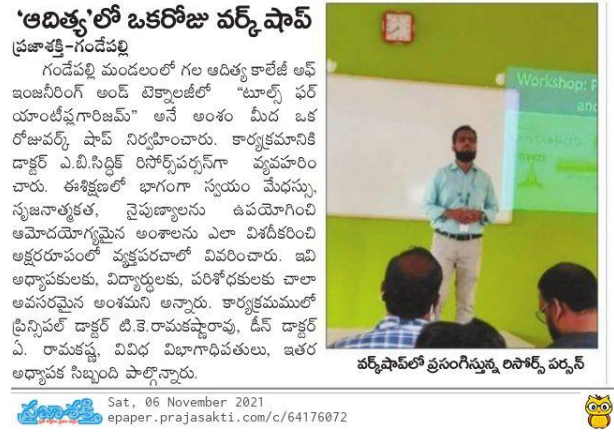 ‘ఆదిత్య’లో ఒకరోజు వర్క్ షాప్
ప్రజాశక్తి-గండేపల్లి
గండేపల్లి మండలంలో గల ఆదిత్య కాలేజీ అఫ్
ఇంజనీరింగ్ అండ్ టెక్నాలజీలో “టూల్స్ ఫర్
యాంటీప్లగారిజమ్” అనే అంశం మీద ఒక
రోజువర్క్ షాప్ నిర్వహించారు. కార్యక్రమానికి
డాక్టర్ ఎ.బి.సిద్ధిక్ రిసోర్స్‌పర్సన్‌గా వ్యవహరిం
చారు. ఈశిక్షణలో భాగంగా స్వయం మేధస్సు,
సృజనాత్మకత, నైపుణ్యాలను ఉపయోగించి
ఆమోదయోగ్యమైన అంశాలను ఎలా విశదీకరించి
అక్షరరూపంలో వ్యక్తపరచాలో వివరించారు. ఇవి
అధ్యాపకులకు, విద్యార్థులకు, పరిశోధకులకు చాలా
అవసరమైన అంశమని అన్నారు. కార్యక్రమములో
ప్రిన్సిపల్ డాక్టర్ టి.కె.రామకృష్ణారావు, డీన్ డాక్టర్
ఏ. రామకృష్ణ, వివిధ విభాగాధిపతులు, ఇతర
అధ్యాపక సిబ్బంది పాల్గొన్నారు.
Workshop: P
and
వర్క్‌షాప్‌లో ప్రసంగిస్తున్న రిసోర్స్ పర్సన్
ప్రజాశక్తి
Sat, 06 November 2021
epaper.prajasakti.com/c/64176072